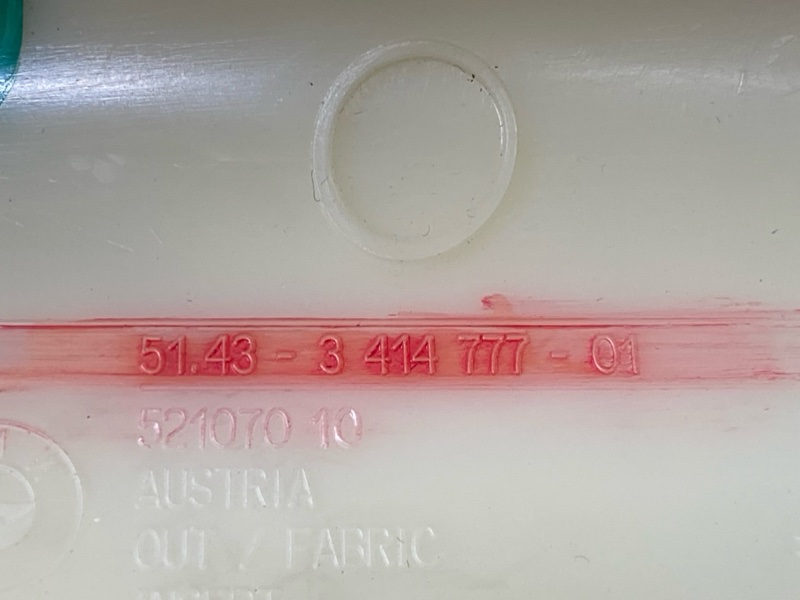 51.43 - 3 414 777 - 01
521070 10
AUSTRIA
OUT / FABRIC